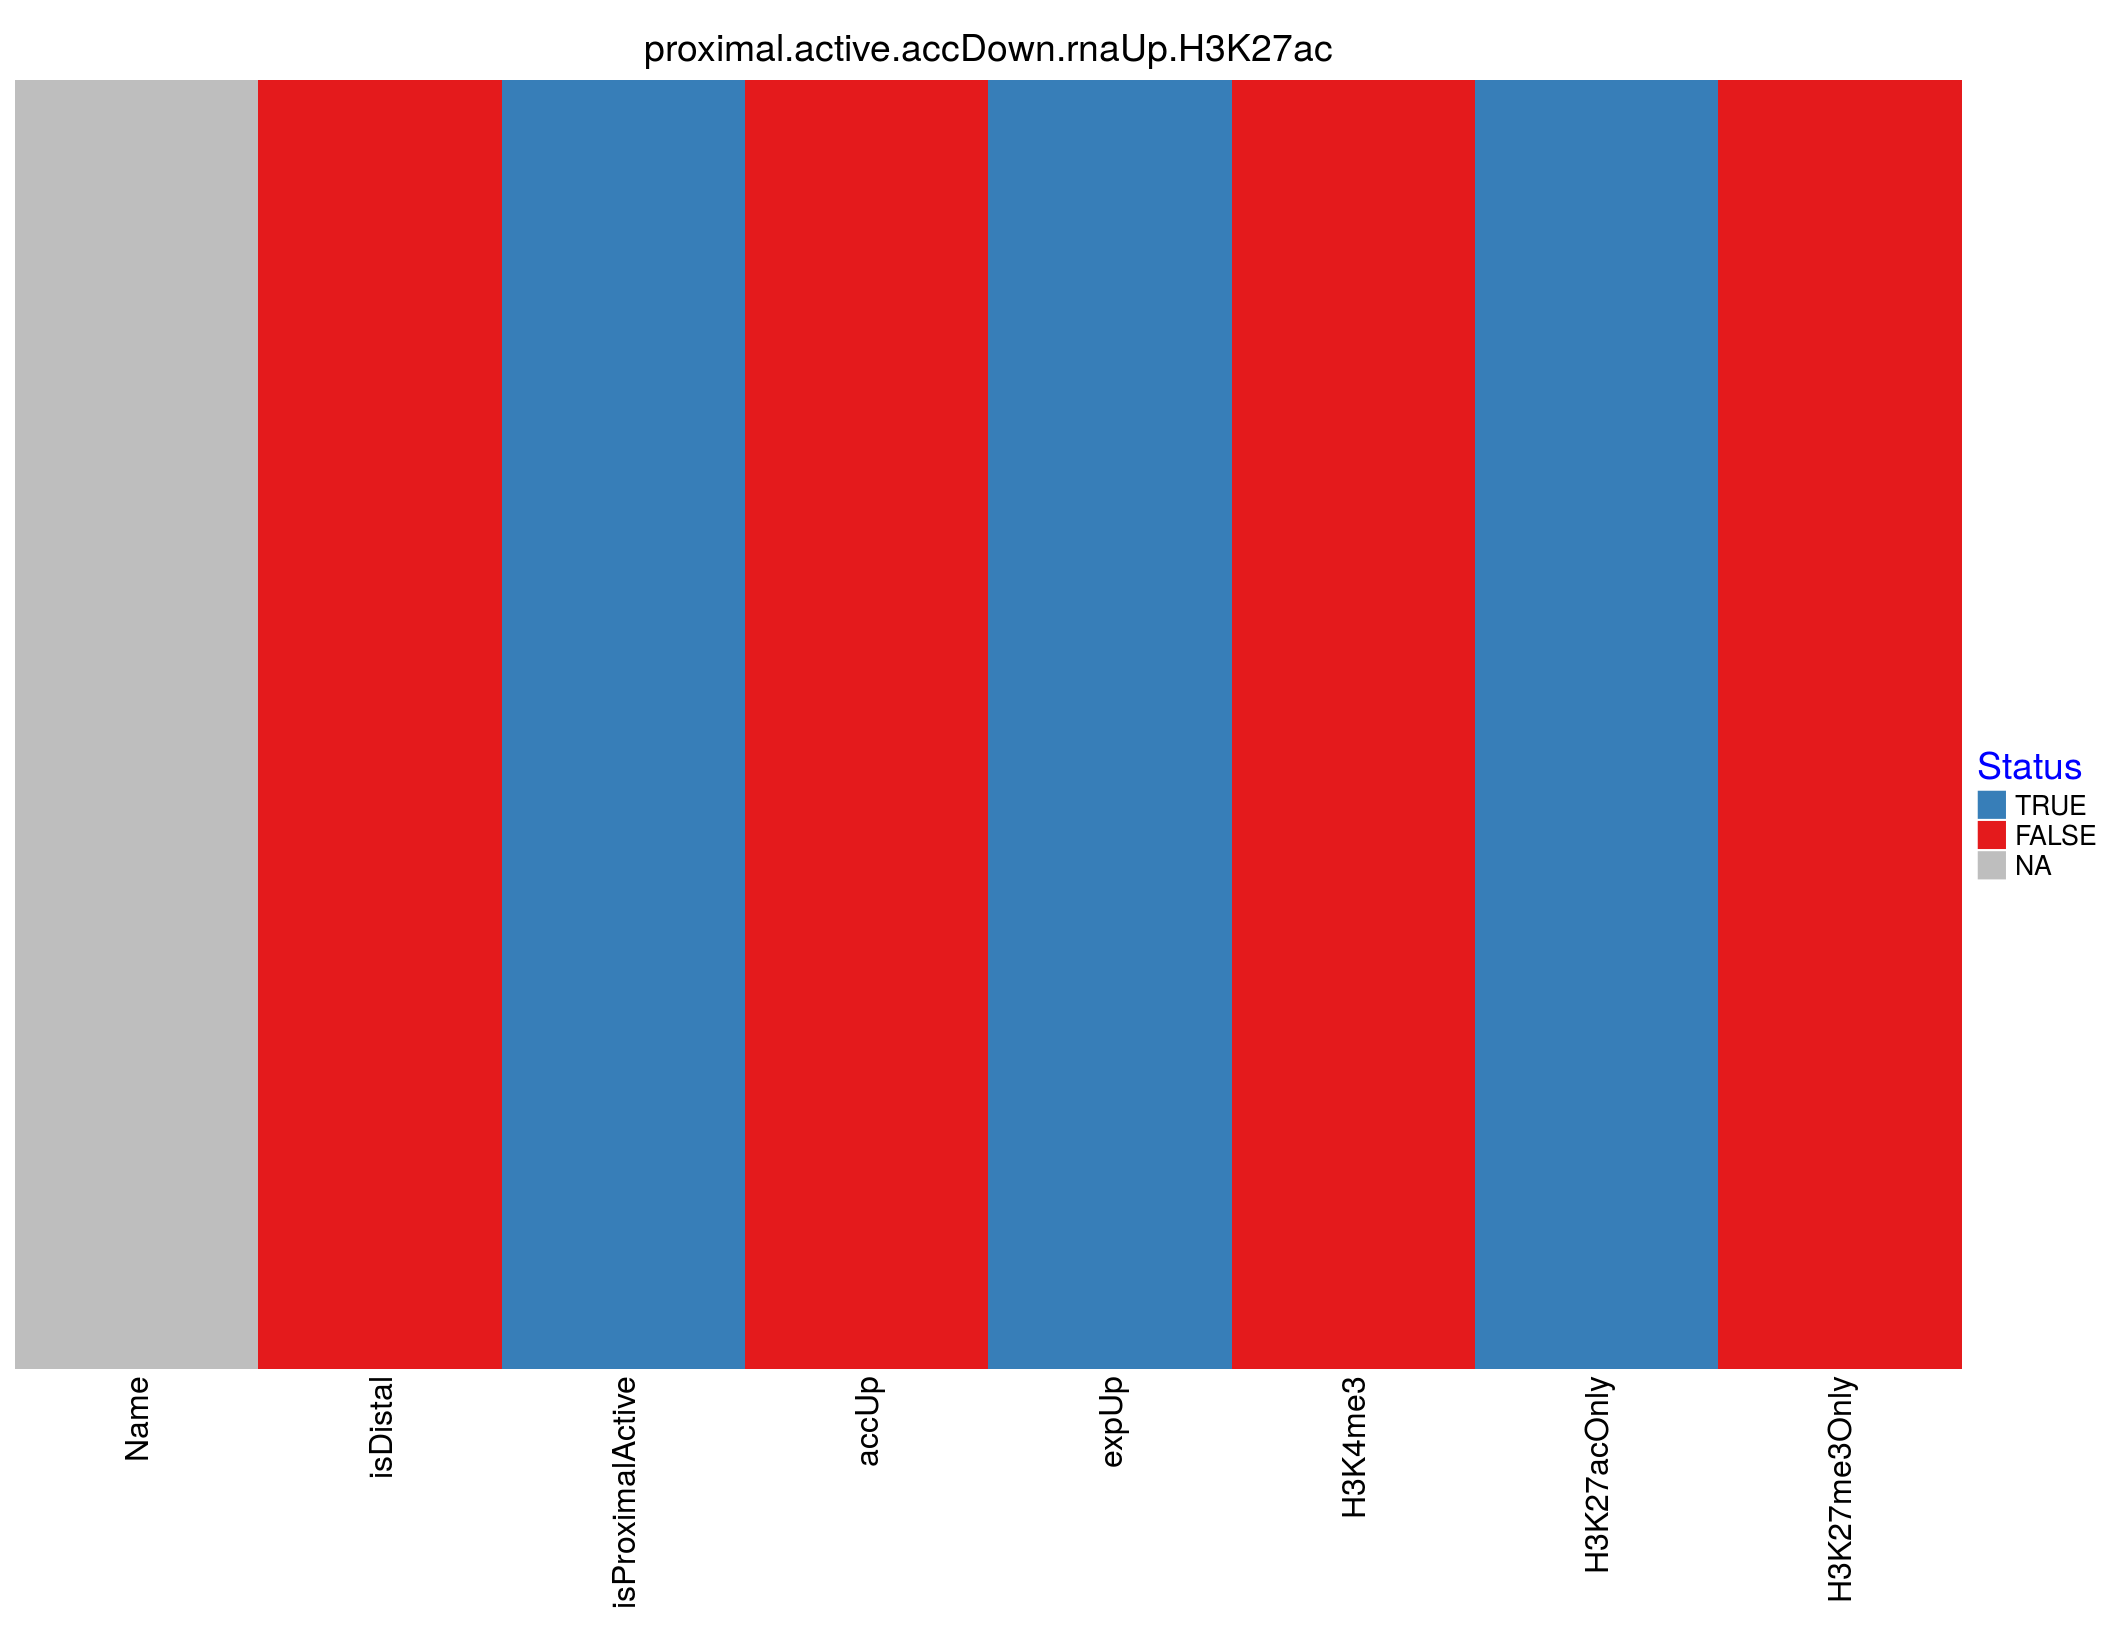 proximal.active.accDown.rnaUp.H3K27ac
Status
TRUE
FALSE
NA
Name
isDistal
isProximalActive
accUp
expUp
H3K4me3
H3K27acOnly
H3K27me3Only